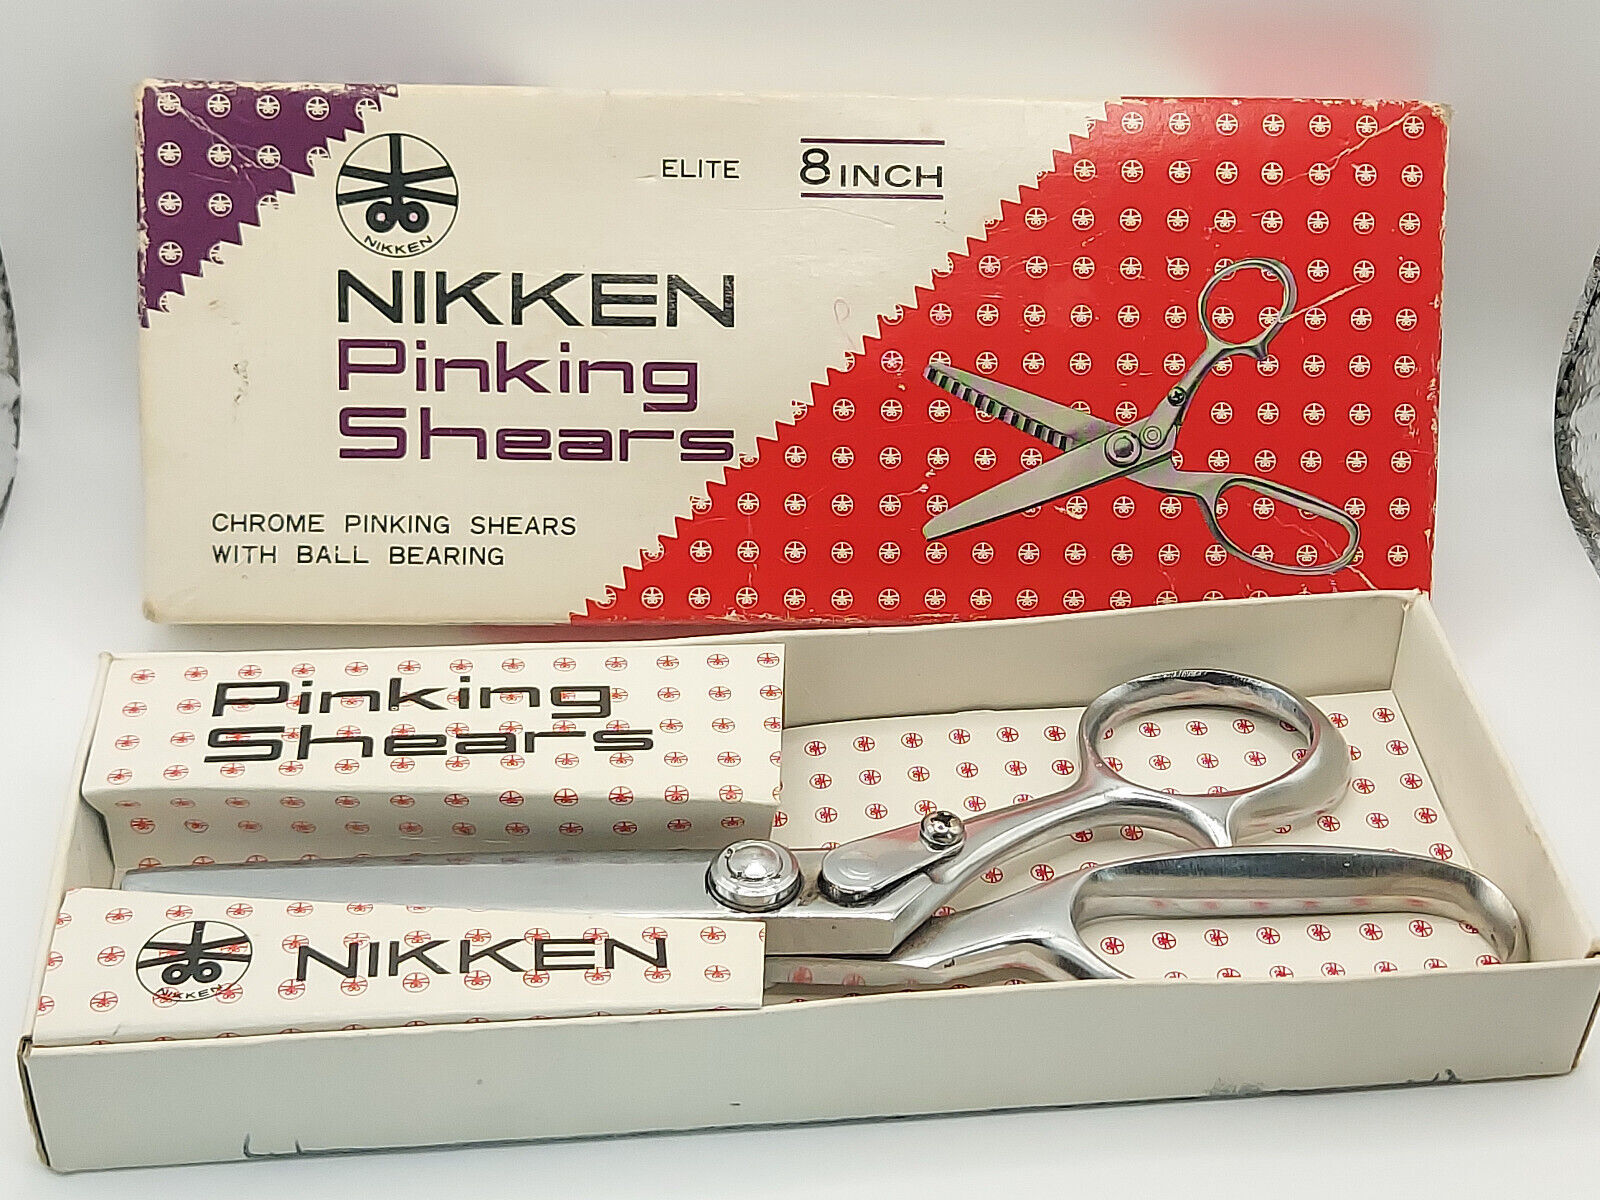 NIKKEN
ELITE
8 INCH
NIKKEN
Pinking
Shears
CHROME PINKING SHEARS
WITH BALL BEARING
Pinking
Shears
NIKKEN
NIKKEN